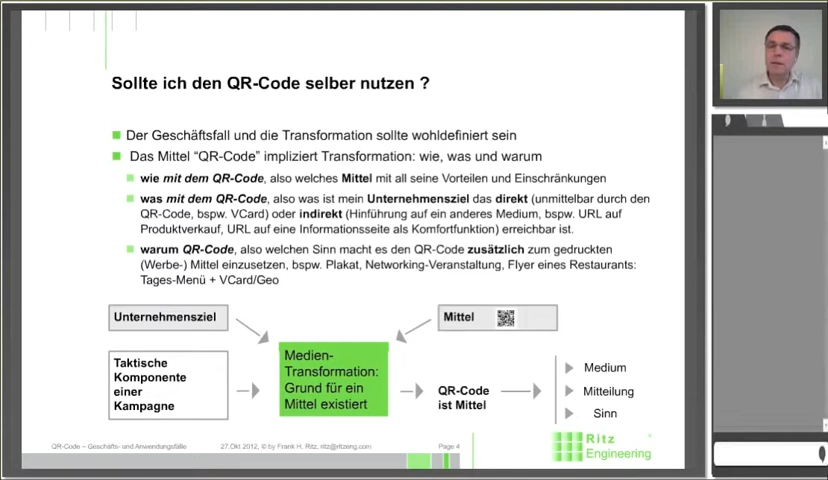 Sollte ich den QR-Code selber nutzen ?
Der Geschäftsfall und die Transformation sollte wohldefiniert sein
Das Mittel “QR-Code” impliziert Transformation: wie, was und warum
wie mit dem QR-Code, also welches Mittel mit all seine Vorteilen und Einschränkungen
was mit dem QR-Code, also was ist mein Unternehmensziel das direkt (unmittelbar durch den
QR-Code, bspw. VCard) oder indirekt (Hinführung auf ein anderes Medium, bspw. URL auf
Produktverkauf, URL auf eine Informationsseite als Komfortfunktion) erreichbar ist.
warum QR-Code, also welchen Sinn macht es den QR-Code zusätzlich zum gedruckten
(Werbe-) Mittel einzusetzen, bspw. Plakat, Networking-Veranstaltung, Flyer eines Restaurants:
Tages-Menü + VCard/Geo
Unternehmensziel
Mittel
Taktische
Komponente
einer
Kampagne
Medien-
Transformation:
Grund für ein
Mittel existiert
QR-Code
ist Mittel
Medium
Mitteilung
Sinn
QR-Code – Geschäfts- und Anwendungsfälle
27.Okt 2012, © by Frank H. Ritz, ritz@ritzeng.com
Page 4
Ritz
Engineering